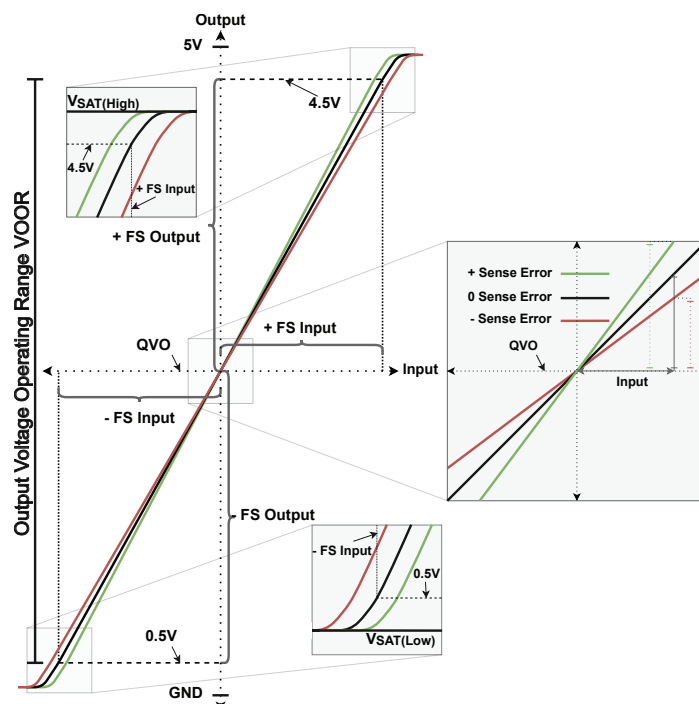 Output
5V
VSAT(High)
4.5V
+ FS Input
4.5V
+ FS Output
Output Voltage Operating Range VOOR
+ Sense Error
0 Sense Error
- Sense Error
QVO
Input
+ FS Input
QVO
Input
- FS Input
- FS Output
- FS Input
0.5V
VSAT(Low)
0.5V
GND